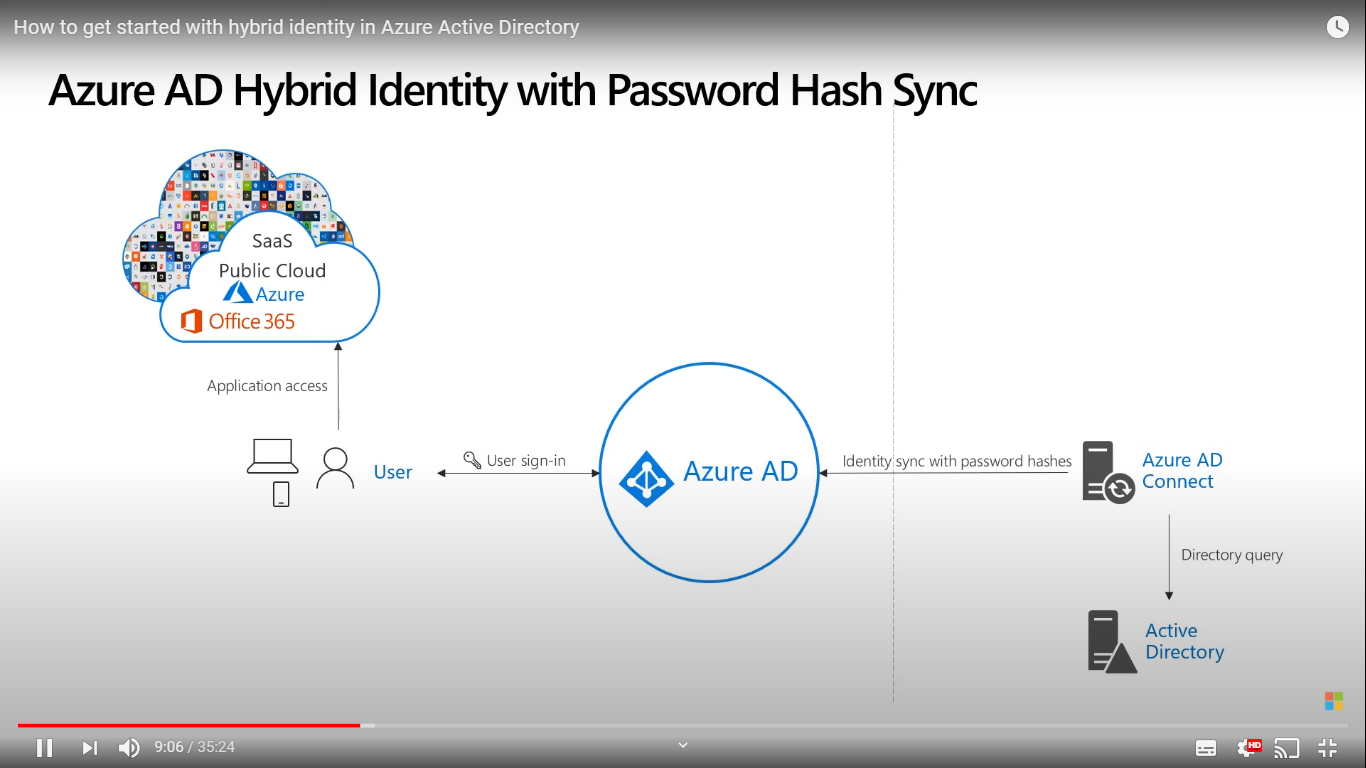 How to get started with hybrid identity in Azure Active Directory
Azure AD Hybrid Identity with Password Hash Sync
SaaS
Public Cloud
Azure
Office 365
Application access
User
User sign-in
Azure AD
Identity sync with password hashes
Azure AD
Connect
Directory query
Active
Directory
9:06 / 35:24
HD